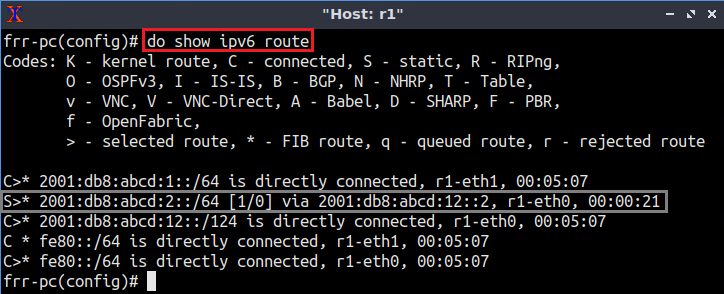 "Host: r1"
frr-pc(config)# do show ipv6 route
Codes: K - kernel route, C - connected, S - static, R - RIPng,
O - OSPFv3, I - IS-IS, B - BGP, N - NHRP, T - Table,
v - VNC, V - VNC-Direct, A - Babel, D - SHARP, F - PBR,
f - OpenFabric,
> - selected route, * - FIB route, q - queued route, r - rejected route
C>* 2001:db8:abcd:1::/64 is directly connected, r1-eth1, 00:05:07
S>* 2001:db8:abcd:2::/64 [1/0] via 2001:db8:abcd:12::2, r1-eth0, 00:00:21
C>* 2001:db8:abcd:12::/124 is directly connected, r1-eth0, 00:05:07
C * fe80::/64 is directly connected, r1-eth1, 00:05:07
C>* fe80::/64 is directly connected, r1-eth0, 00:05:07
frr-pc(config)#